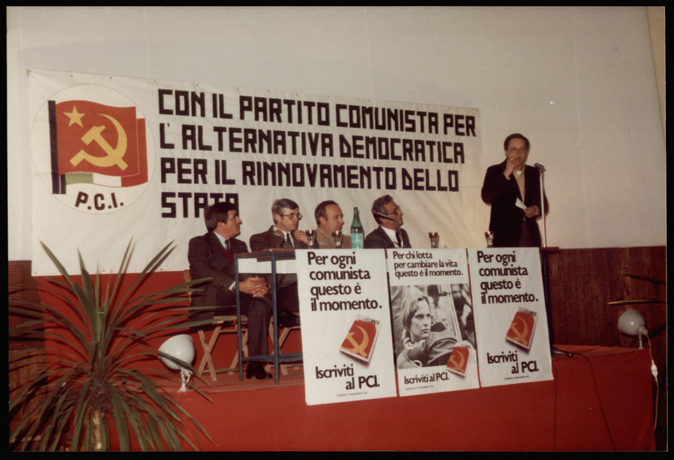 CON IL PARTITO COMUNISTA PER
L'ALTERNATIVA DEMOCRATICA
PER IL RINNOVAMENTO DELLO
STATO
P.C.I.
Per ogni
comunista
questo è
il momento.
Iscriviti
al PCI.
Per chi lotta
per cambiare la vita
questo è il momento.
Iscriviti al PCI.
Per ogni
comunista
questo è
il momento.
Iscriviti
al PCI.